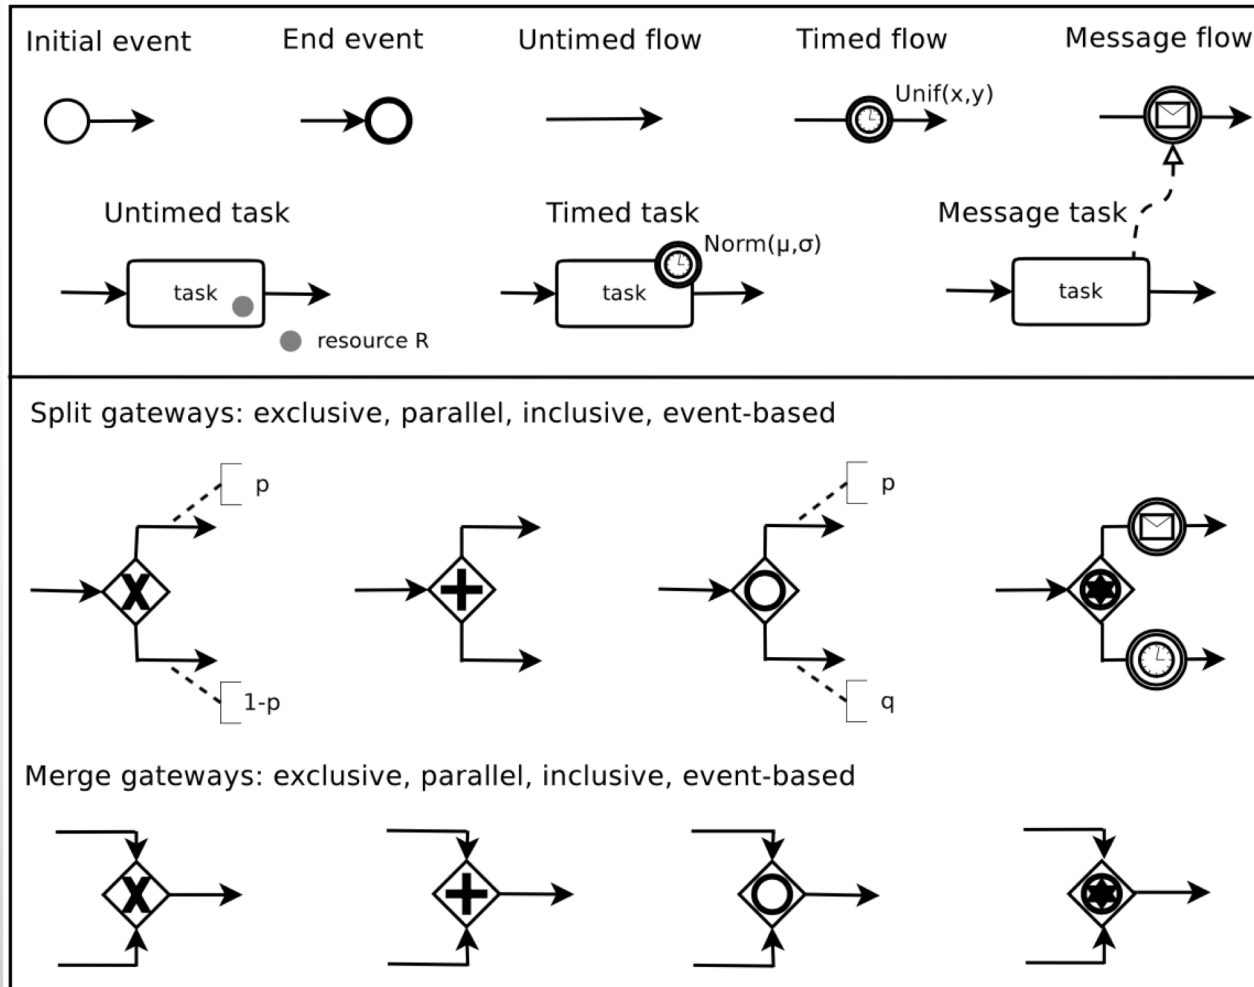 Initial event
End event
Untimed flow
Timed flow
Message flow
Unif(x,y)
Untimed task
Timed task
Message task
Norm(μ,σ)
task
task
task
resource R
Split gateways: exclusive, parallel, inclusive, event-based
p
p
X
1-p
q
Merge gateways: exclusive, parallel, inclusive, event-based
X